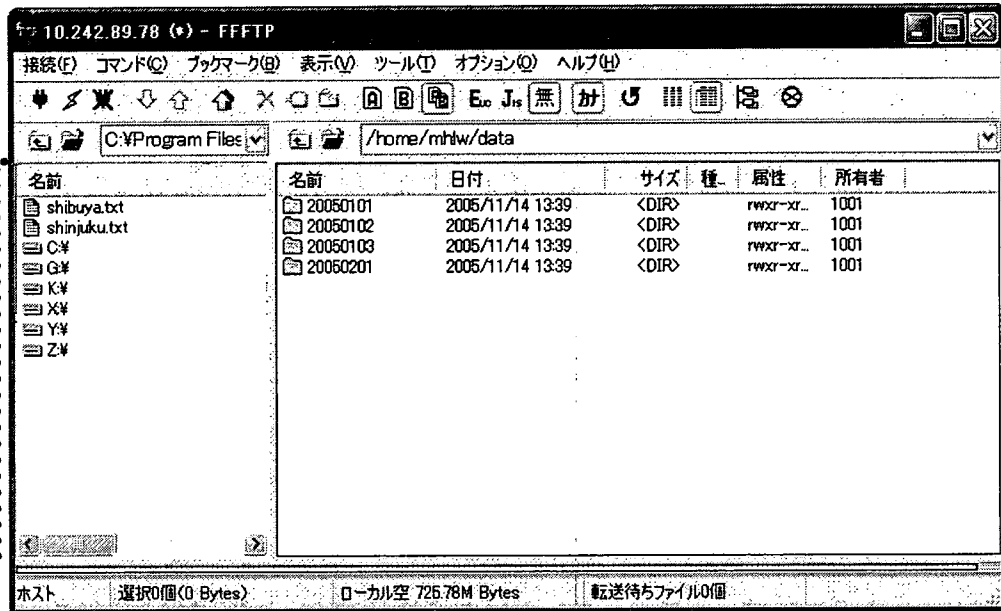 10.242.89.78 (*) - FFFTP
接続(F) コマンド(C) ブックマーク(B) 表示(V) ツール(T) オプション(O) ヘルプ(H)
A B Euc JIS 無 カナ
C:¥Program Files /home/mhlw/data
名前
shibuya.txt
shinjuku.txt
C:¥
G:¥
K:¥
X:¥
Y:¥
Z:¥
名前 日付 サイズ 種... 属性 所有者
20050101 2005/11/14 13:39 <DIR> rwxr-xr... 1001
20050102 2005/11/14 13:39 <DIR> rwxr-xr... 1001
20050103 2005/11/14 13:39 <DIR> rwxr-xr... 1001
20050201 2005/11/14 13:39 <DIR> rwxr-xr... 1001
ホスト 選択0個(0 Bytes) ローカル空 726.78M Bytes 転送待ちファイル0個